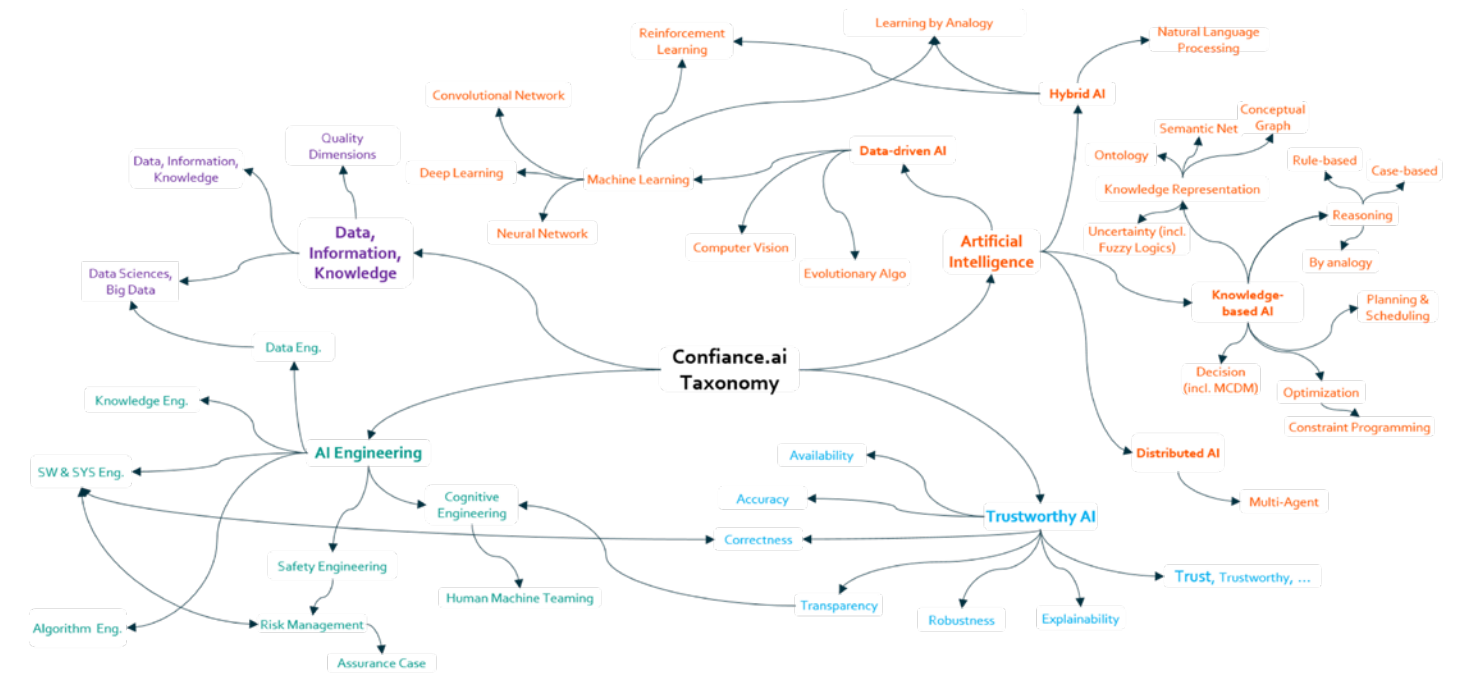 Learning by Analogy
Reinforcement
Learning
Natural Language
Processing
Convolutional Network
Hybrid AI
Conceptual
Graph
Semantic Net
Quality
Dimensions
Data-driven AI
Ontology
Rule-based
Data, Information,
Knowledge
Deep Learning
Machine Learning
Case-based
Knowledge Representation
Reasoning
Neural Network
Computer Vision
Uncertainty (incl.
Fuzzy Logics)
Data,
Information,
Knowledge
Artificial
Intelligence
By analogy
Evolutionary Algo
Data Sciences,
Big Data
Knowledge-
based AI
Planning &
Scheduling
Data Eng.
Confiance.ai
Taxonomy
Decision
(incl. MCDM)
Optimization
Knowledge Eng.
Constraint Programming
AI Engineering
Availability
Distributed AI
SW & SYS Eng.
Cognitive
Engineering
Accuracy
Multi-Agent
Trustworthy AI
Correctness
Safety Engineering
Trust, Trustworthy, ...
Human Machine Teaming
Transparency
Robustness
Explainability
Algorithm Eng.
Risk Management
Assurance Case